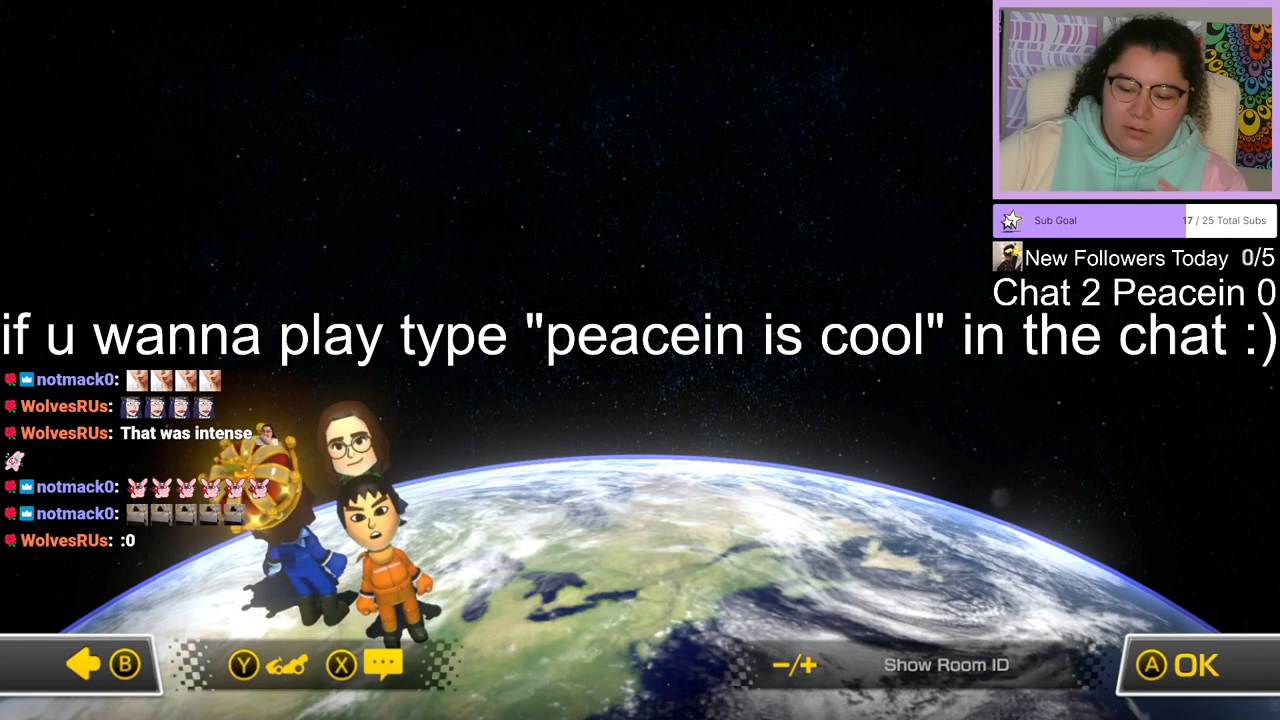 Sub Goal 17 / 25 Total Subs
New Followers Today 0/5
Chat 2 Peacein 0
if u wanna play type "peacein is cool" in the chat :)
notmack0:
WolvesRUs:
WolvesRUs: That was intense
notmack0:
notmack0:
WolvesRUs: :0
B Y X −/+ Show Room ID A OK